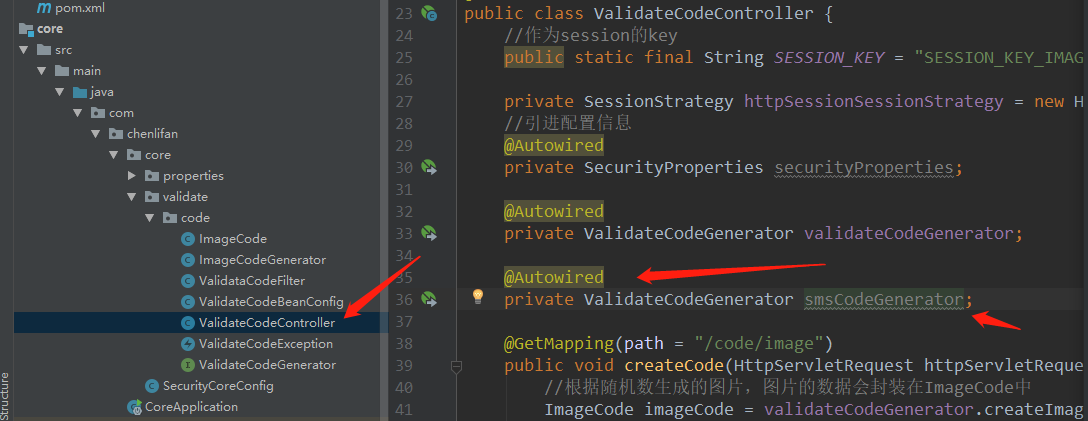 pom.xml
core
src
main
java
com
chenlifan
core
properties
validate
code
ImageCode
ImageCodeGenerator
ValidataCodeFilter
ValidateCodeBeanConfig
ValidateCodeController
ValidateCodeException
ValidateCodeGenerator
SecurityCoreConfig
CoreApplication
Structure
23 public class ValidateCodeController {
24 //作为session的key
25 public static final String SESSION_KEY = "SESSION_KEY_IMAG
26
27 private SessionStrategy httpSessionSessionStrategy = new H
28 //引进配置信息
29 @Autowired
30 private SecurityProperties securityProperties;
31
32 @Autowired
33 private ValidateCodeGenerator validateCodeGenerator;
34
35 @Autowired
36 private ValidateCodeGenerator smsCodeGenerator;
37
38 @GetMapping(path = "/code/image")
39 public void createCode(HttpServletRequest httpServletReque
40 //根据随机数生成的图片，图片的数据会封装在ImageCode中
41 ImageCode imageCode = validateCodeGenerator.createImag